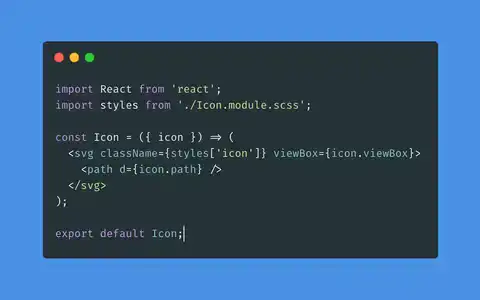 import React from 'react';
import styles from './Icon.module.scss';
const Icon = ({ icon }) => (
<svg className={styles['icon']} viewBox={icon.viewBox}>
<path d={icon.path} />
</svg>
);
export default Icon;